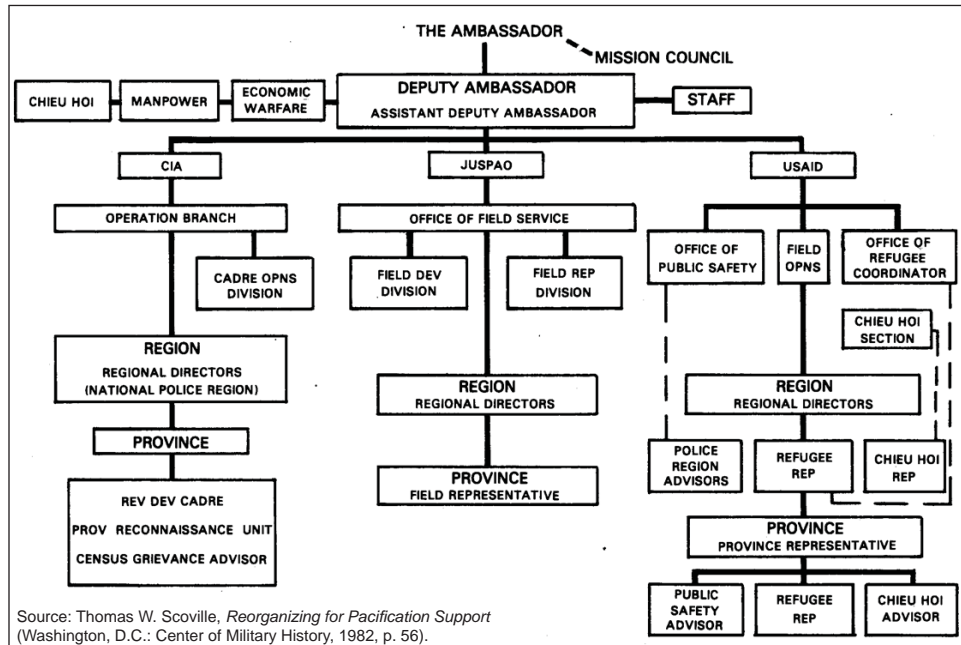 THE AMBASSADOR
MISSION COUNCIL
CHIEU HOI
MANPOWER
ECONOMIC
WARFARE
DEPUTY AMBASSADOR
ASSISTANT DEPUTY AMBASSADOR
STAFF
CIA
JUSPAO
USAID
OPERATION BRANCH
OFFICE OF FIELD SERVICE
OFFICE OF
PUBLIC SAFETY
FIELD
OPNS
OFFICE OF
REFUGEE
COORDINATOR
CADRE OPNS
DIVISION
FIELD DEV
DIVISION
FIELD REP
DIVISION
CHIEU HOI
SECTION
REGION
REGIONAL DIRECTORS
(NATIONAL POLICE REGION)
REGION
REGIONAL DIRECTORS
REGION
REGIONAL DIRECTORS
PROVINCE
POLICE
REGION
ADVISORS
REFUGEE
REP
CHIEU HOI
REP
PROVINCE
FIELD REPRESENTATIVE
REV DEV CADRE
PROV RECONNAISSANCE UNIT
CENSUS GRIEVANCE ADVISOR
PROVINCE
PROVINCE REPRESENTATIVE
PUBLIC
SAFETY
ADVISOR
REFUGEE
REP
CHIEU HOI
ADVISOR
Source: Thomas W. Scoville, Reorganizing for Pacification Support
(Washington, D.C.: Center of Military History, 1982, p. 56).